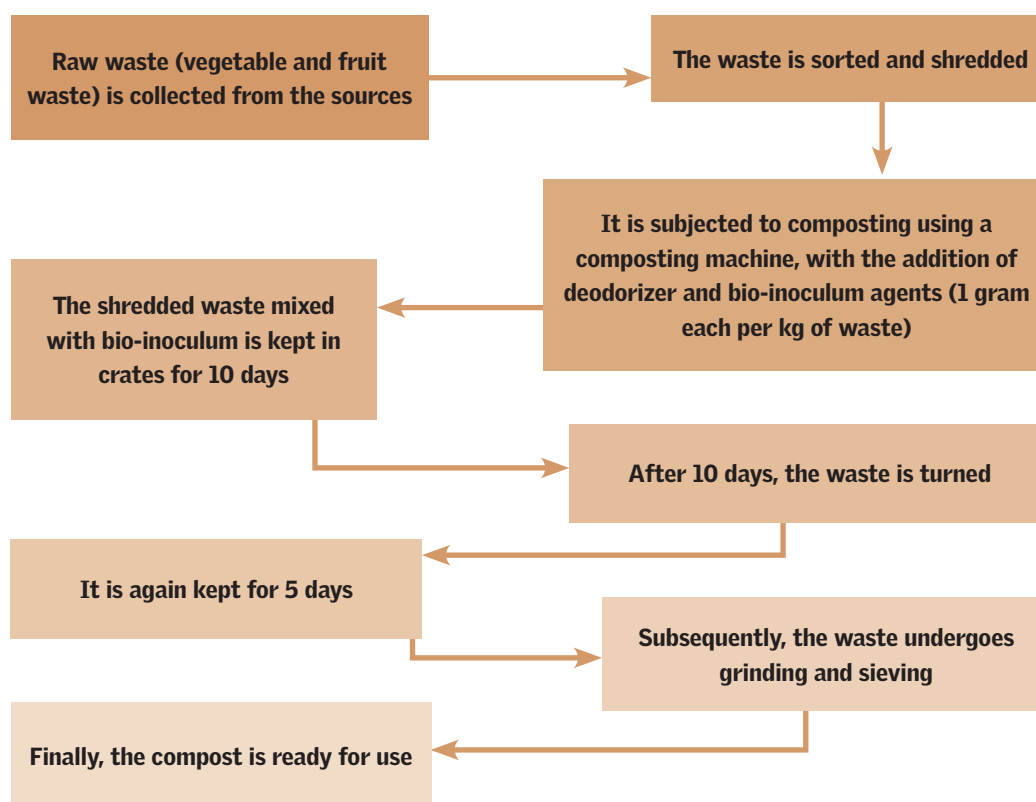 Raw waste (vegetable and fruit
waste) is collected from the sources
The waste is sorted and shredded
It is subjected to composting using a
composting machine, with the addition of
deodorizer and bio-inoculum agents (1 gram
each per kg of waste)
The shredded waste mixed
with bio-inoculum is kept in
crates for 10 days
After 10 days, the waste is turned
It is again kept for 5 days
Subsequently, the waste undergoes
grinding and sieving
Finally, the compost is ready for use